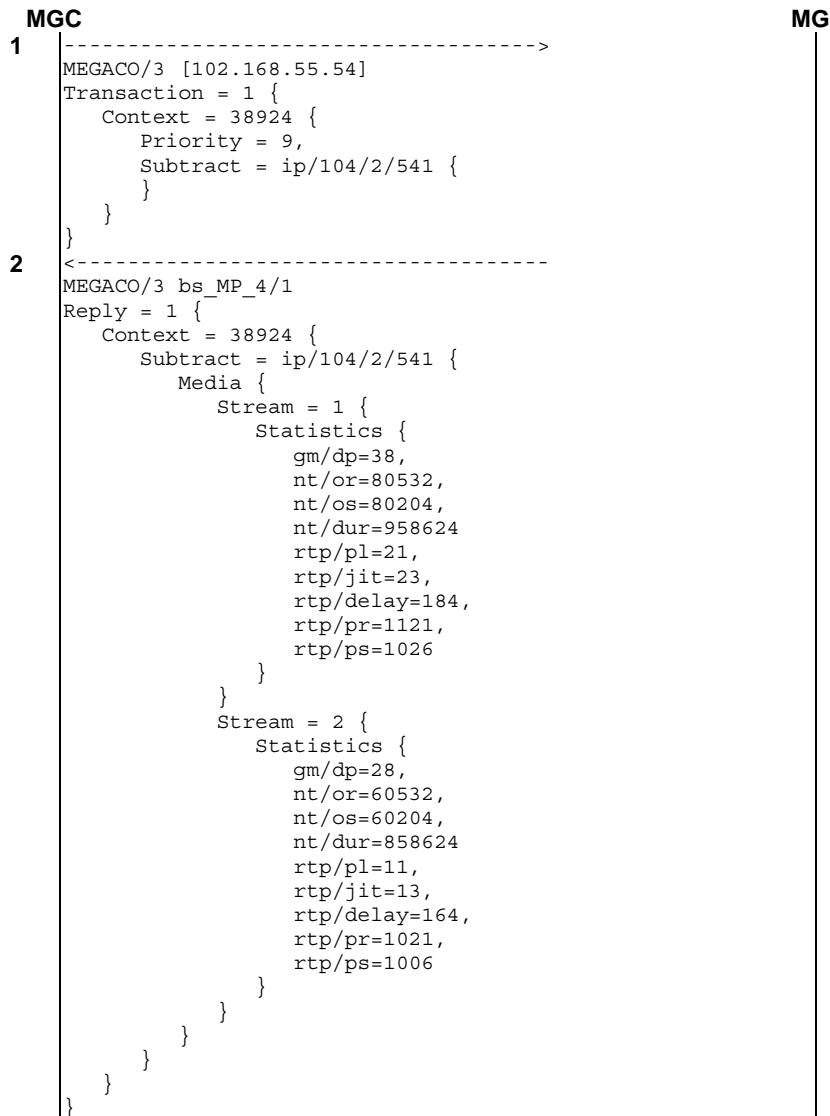 MGC MG
1 ------------------------------------->
MEGACO/3 [102.168.55.54]
Transaction = 1 {
Context = 38924 {
Priority = 9,
Subtract = ip/104/2/541 {
}
}
}
2 <-------------------------------------
MEGACO/3 bs_MP_4/1
Reply = 1 {
Context = 38924 {
Subtract = ip/104/2/541 {
Media {
Stream = 1 {
Statistics {
gm/dp=38,
nt/or=80532,
nt/os=80204,
nt/dur=958624
rtp/pl=21,
rtp/jit=23,
rtp/delay=184,
rtp/pr=1121,
rtp/ps=1026
}
}
Stream = 2 {
Statistics {
gm/dp=28,
nt/or=60532,
nt/os=60204,
nt/dur=858624
rtp/pl=11,
rtp/jit=13,
rtp/delay=164,
rtp/pr=1021,
rtp/ps=1006
}
}
}
}
}
}